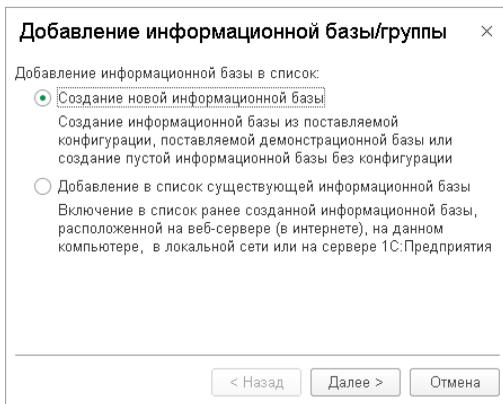 Добавление информационной базы/группы
Добавление информационной базы в список:
Создание новой информационной базы
Создание информационной базы из поставляемой
конфигурации, поставляемой демонстрационной базы или
создание пустой информационной базы без конфигурации
Добавление в список существующей информационной базы
Включение в список ранее созданной информационной базы,
расположенной на веб-сервере (в интернете), на данном
компьютере, в локальной сети или на сервере 1С:Предприятия
< Назад Далее > Отмена